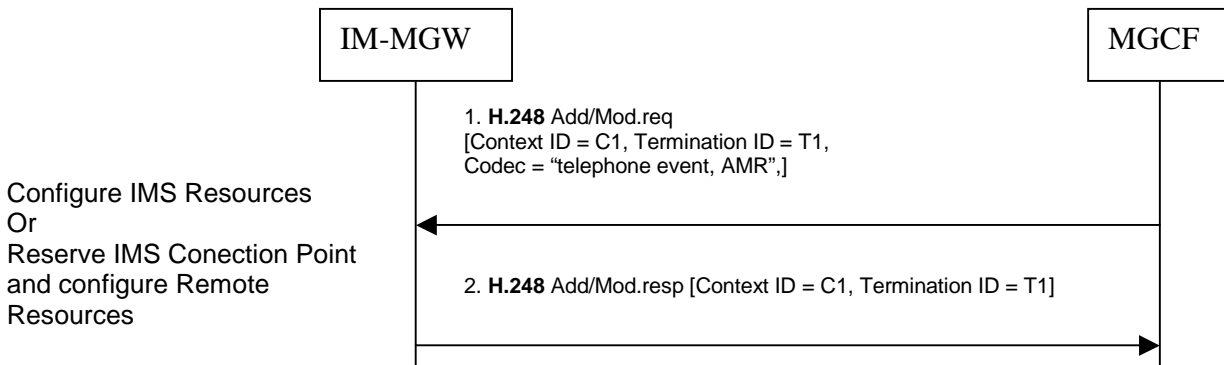 IM-MGW
MGCF
1. H.248 Add/Mod.req
[Context ID = C1, Termination ID = T1,
Codec = “telephone event, AMR”,]
Configure IMS Resources
Or
Reserve IMS Conection Point
and configure Remote
Resources
2. H.248 Add/Mod.resp [Context ID = C1, Termination ID = T1]